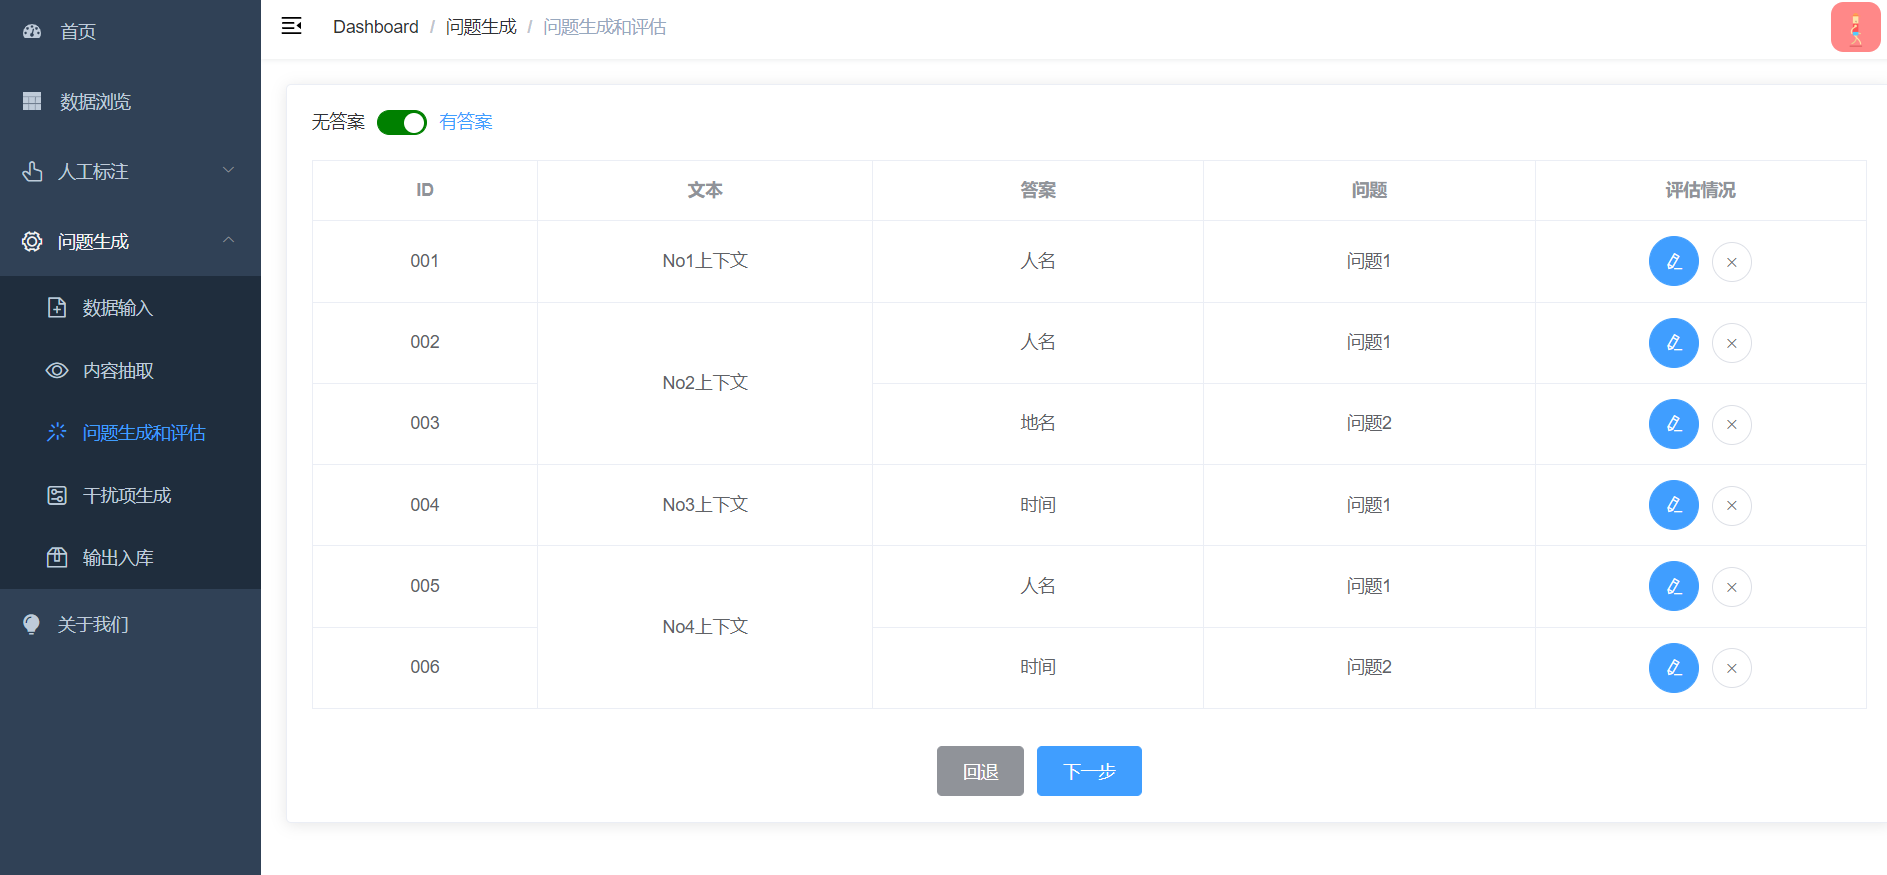 首页
数据浏览
人工标注
问题生成
数据输入
内容抽取
问题生成和评估
干扰项生成
输出入库
关于我们
Dashboard / 问题生成 / 问题生成和评估
无答案 有答案
ID 文本 答案 问题 评估情况
001 No1上下文 人名 问题1
002 No2上下文 人名 问题1
003 地名 问题2
004 No3上下文 时间 问题1
005 No4上下文 人名 问题1
006 时间 问题2
回退 下一步